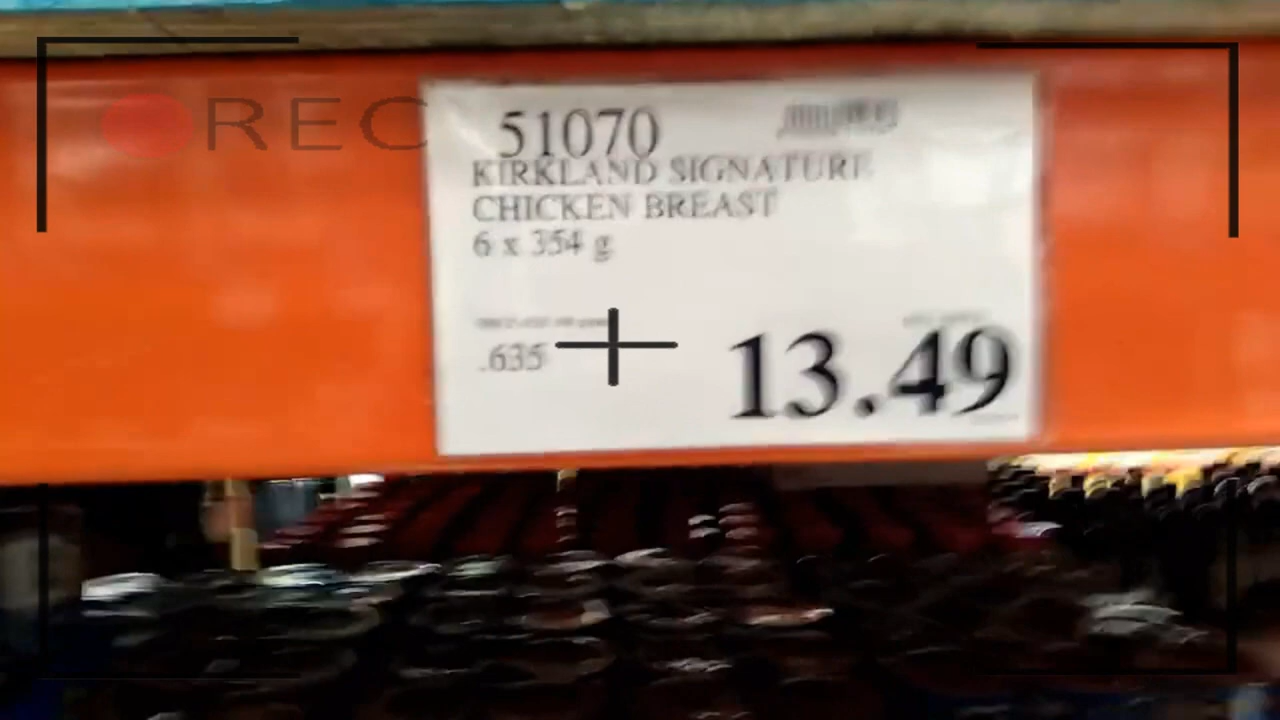 REC
51070
KIRKLAND SIGNATURE
CHICKEN BREAST
6 x 354 g
.635
13.49